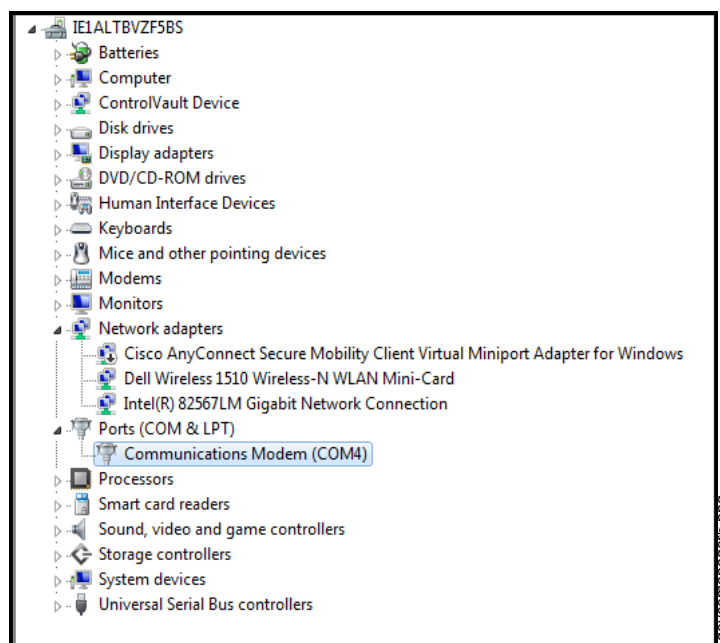 IE1ALTBVZF5BS
Batteries
Computer
ControlVault Device
Disk drives
Display adapters
DVD/CD-ROM drives
Human Interface Devices
Keyboards
Mice and other pointing devices
Modems
Monitors
Network adapters
Cisco AnyConnect Secure Mobility Client Virtual Miniport Adapter for Windows
Dell Wireless 1510 Wireless-N WLAN Mini-Card
Intel(R) 82567LM Gigabit Network Connection
Ports (COM & LPT)
Communications Modem (COM4)
Processors
Smart card readers
Sound, video and game controllers
Storage controllers
System devices
Universal Serial Bus controllers